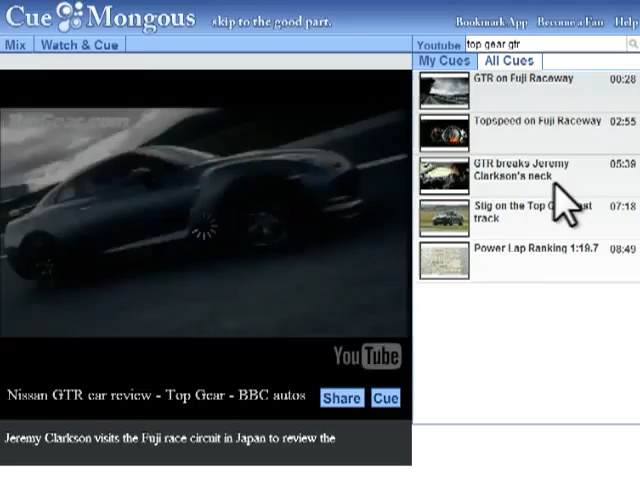 Cue Mongous skip to the good part.
Bookmark App Become a Fan Help
Mix Watch & Cue
Youtube top gear gtr
My Cues All Cues
GTR on Fuji Raceway 00:28
Topspeed on Fuji Raceway 02:55
GTR breaks Jeremy 05:39
Clarkson's neck
Stig on the Top 07:18
track
Power Lap Ranking 1:19.7 08:49
TopGear.com
YouTube
Nissan GTR car review - Top Gear - BBC autos
Share Cue
Jeremy Clarkson visits the Fuji race circuit in Japan to review the